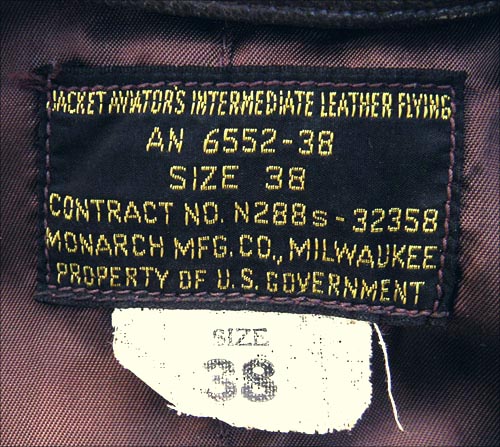 JACKET AVIATOR'S INTERMEDIATE LEATHER FLYING
AN 6552-38
SIZE 38
CONTRACT NO. N288s-32358
MONARCH MFG. CO., MILWAUKEE
PROPERTY OF U.S. GOVERNMENT
SIZE
38